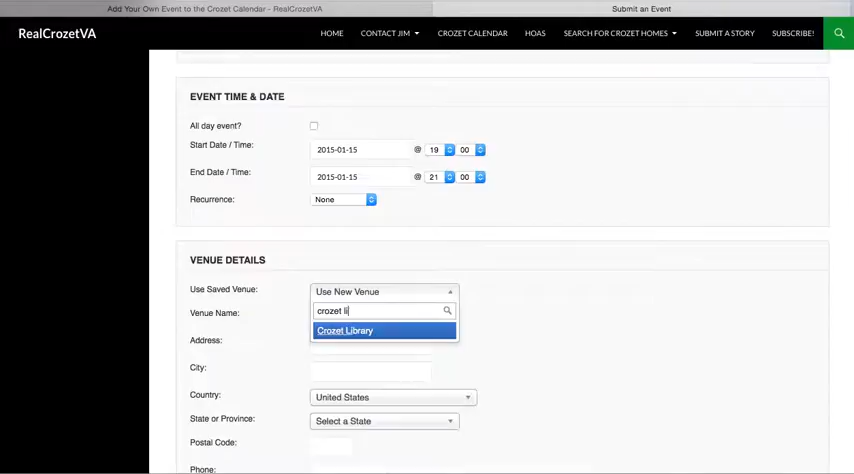 Add Your Own Event to the Crozet Calendar - RealCrozetVA
Submit an Event
RealCrozetVA
HOME
CONTACT JIM
CROZET CALENDAR
HOAS
SEARCH FOR CROZET HOMES
SUBMIT A STORY
SUBSCRIBE!
EVENT TIME & DATE
All day event?
Start Date / Time: 2015-01-15 @ 19 00
End Date / Time: 2015-01-15 @ 21 00
Recurrence: None
VENUE DETAILS
Use Saved Venue: Use New Venue
Venue Name: crozet li
Crozet Library
Address:
City:
Country: United States
State or Province: Select a State
Postal Code:
Phone: